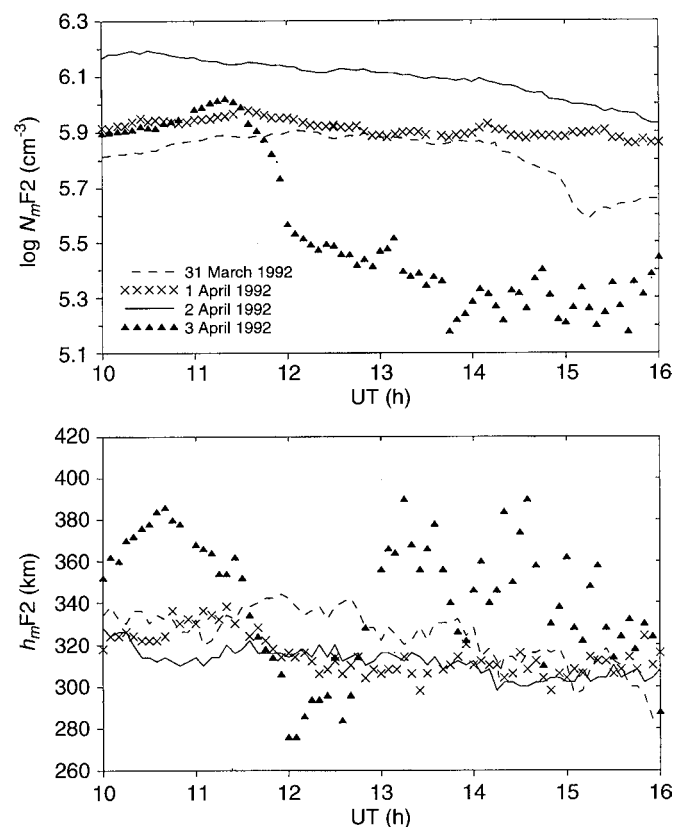 6.3
6.1
5.9
5.7
5.5
5.3
5.1
log NmF2 (cm⁻³)
31 March 1992
1 April 1992
2 April 1992
3 April 1992
10 11 12 13 14 15 16
UT (h)
420
400
380
360
340
320
300
280
260
hmF2 (km)
10 11 12 13 14 15 16
UT (h)